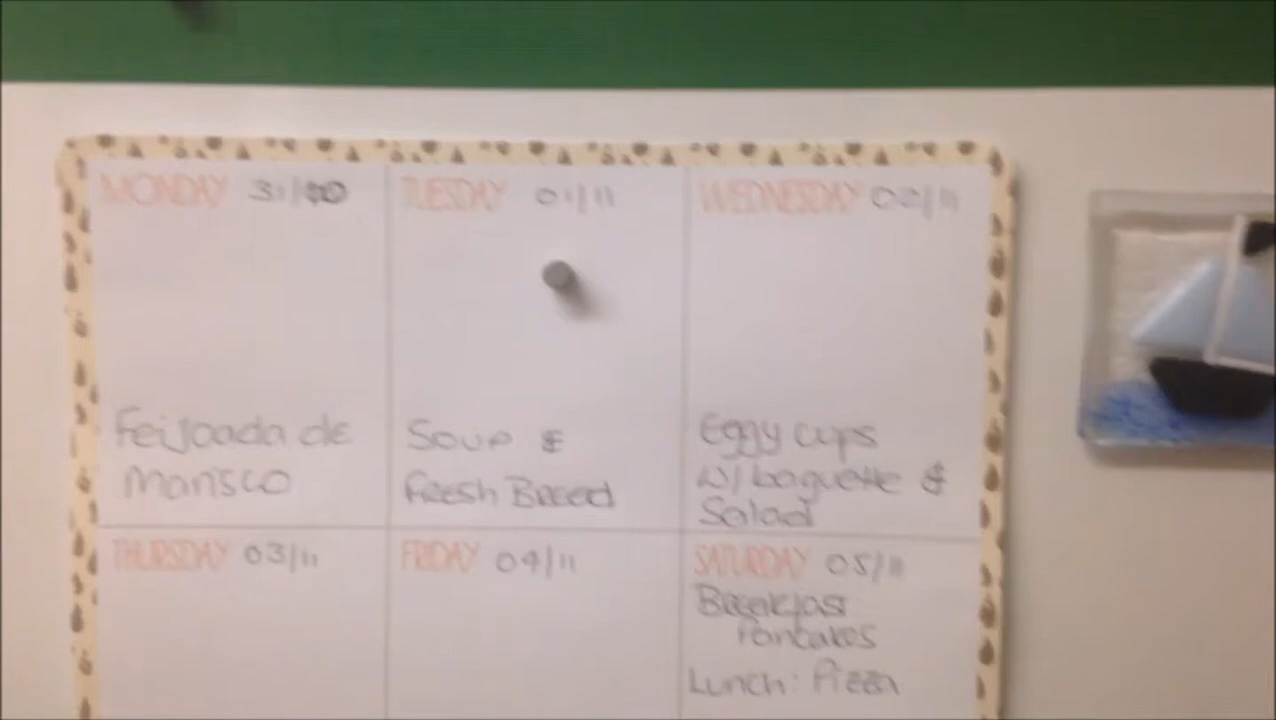 MONDAY 31/10
TUESDAY 01/11
WEDNESDAY 02/11
Feijoada de
Marisco
Soup &
Fresh Bread
Eggy cups
w/ baguette &
Salad
THURSDAY 03/11
FRIDAY 04/11
SATURDAY 05/11
Breakfast
Pancakes
Lunch: Pizza